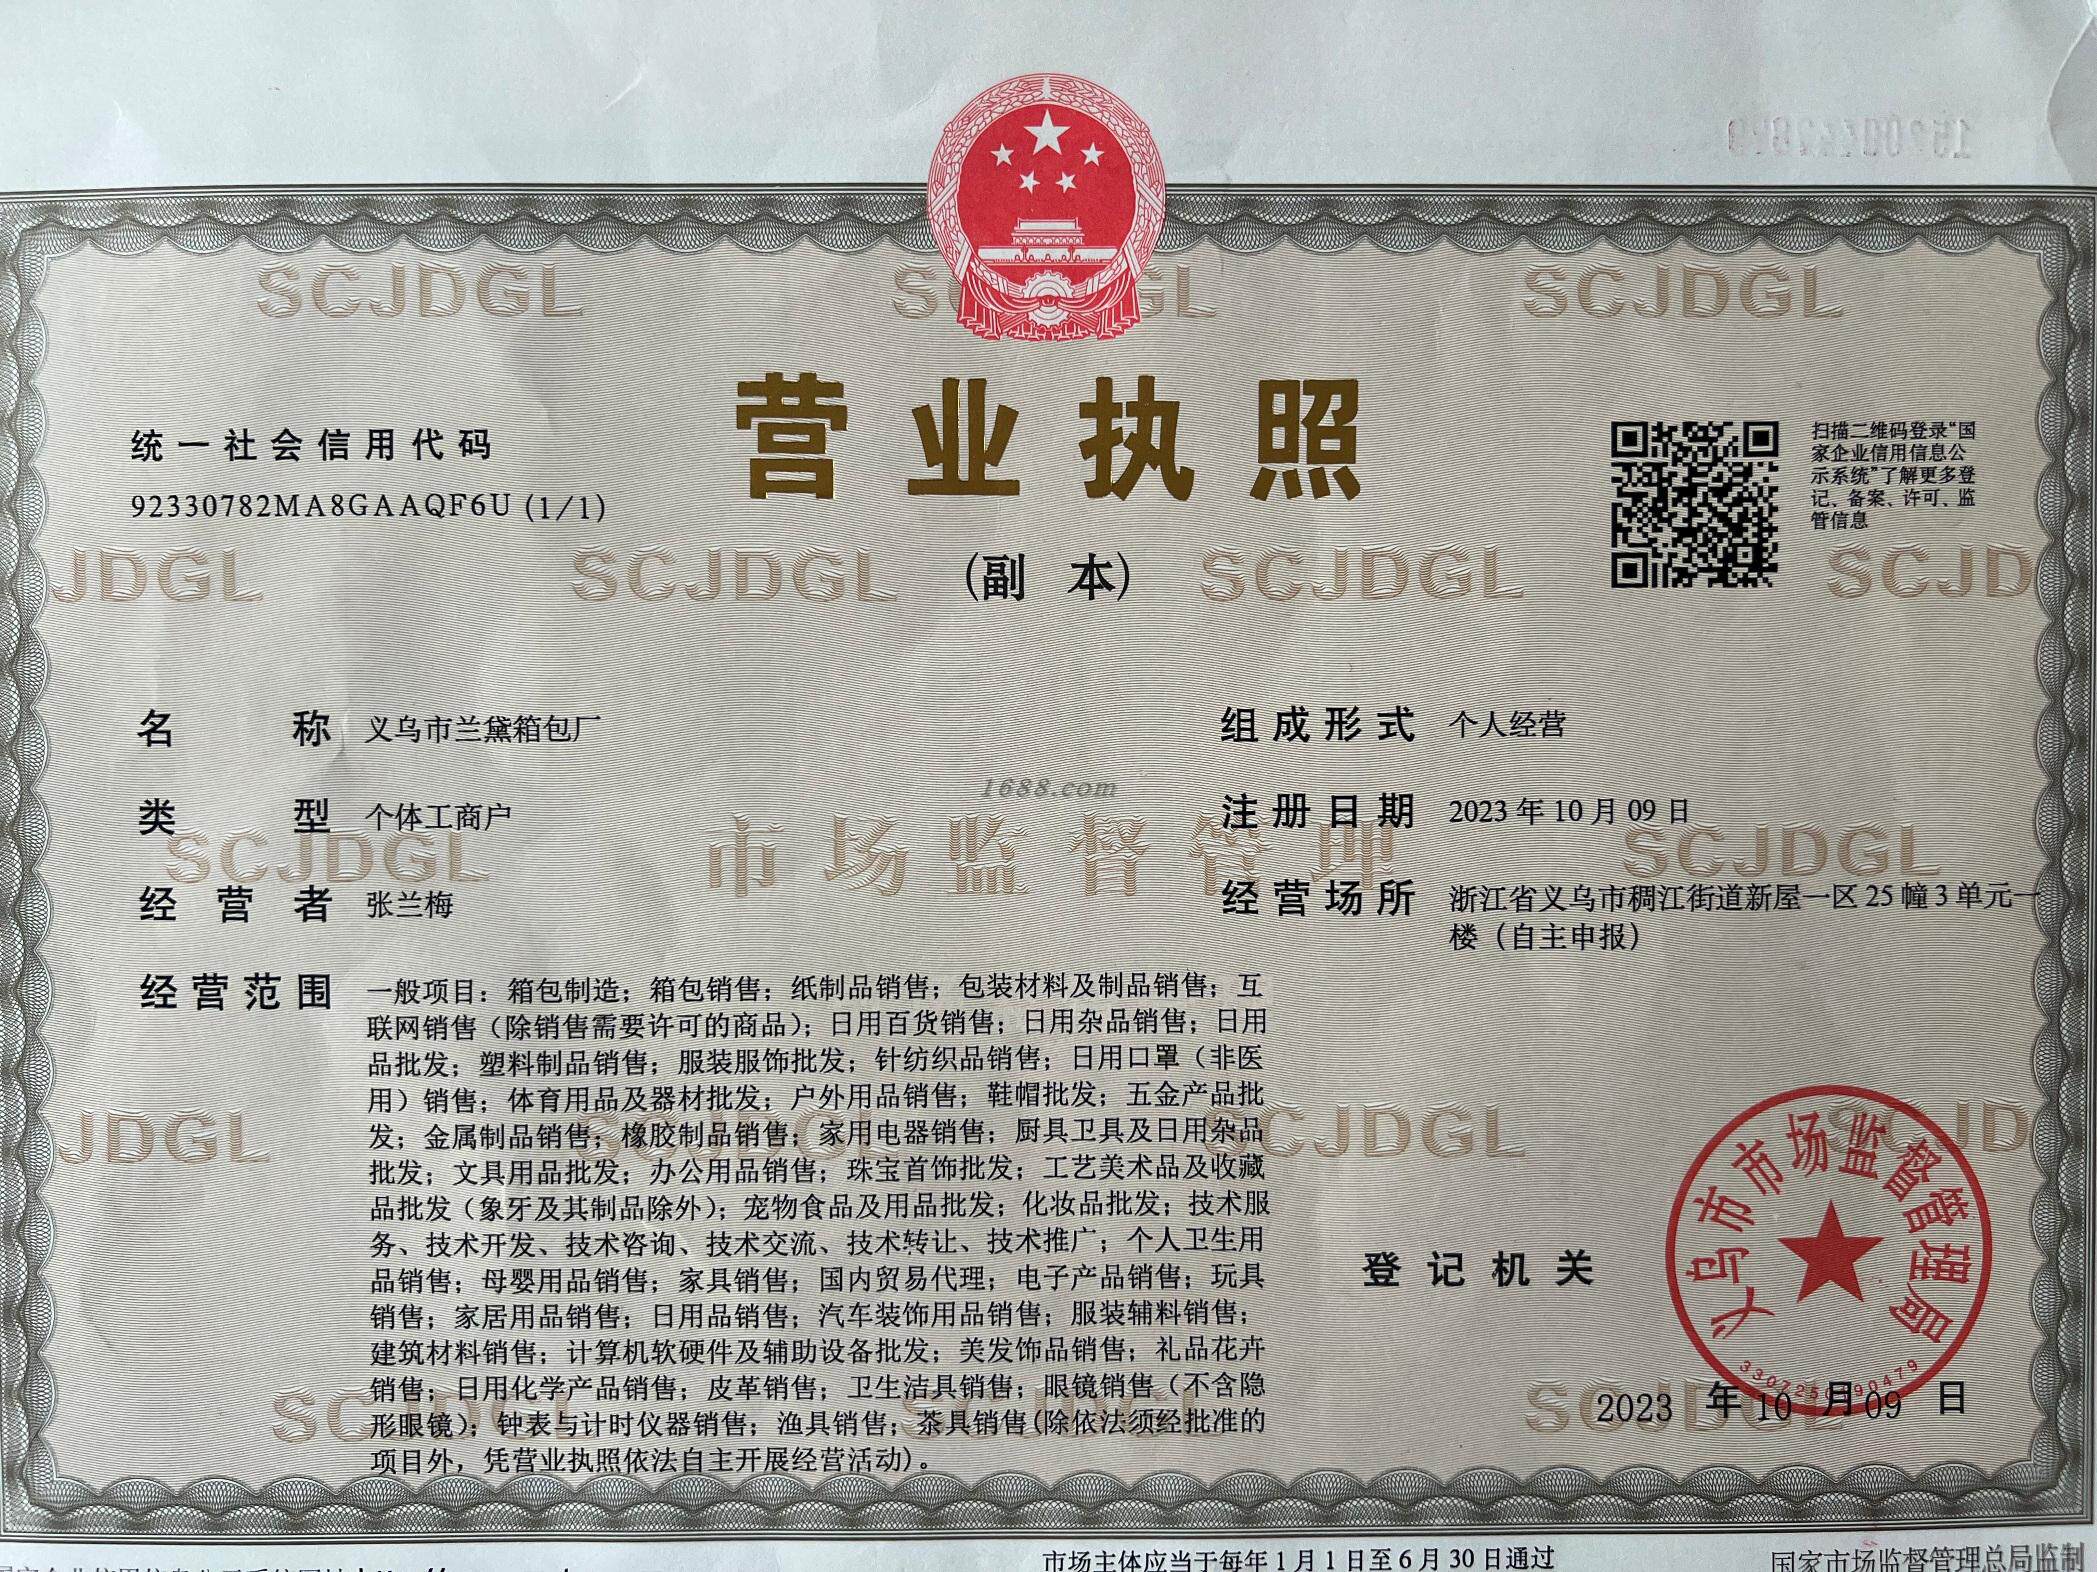 营业执照
(副 本)
统一社会信用代码
92330782MA8GAAQF6U (1/1)
扫描二维码登录“国
家企业信用信息公
示系统”了解更多登
记、备案、许可、监
管信息
SCJDGL
SCJDGL
JDGL
SCJDGL
SCJDGL
SCJD
名 称 义乌市兰黛箱包厂
类 型 个体工商户
经 营 者 张兰梅
组成形式 个人经营
注册日期 2023 年 10 月 09 日
经营场所 浙江省义乌市稠江街道新屋一区 25 幢 3 单元一
楼（自主申报）
1688.com
SCJDGL
市场监督管理
SCJDGL
经营范围 一般项目：箱包制造；箱包销售；纸制品销售；包装材料及制品销售；互
联网销售（除销售需要许可的商品）；日用百货销售；日用杂品销售；日用
品批发；塑料制品销售；服装服饰批发；针纺织品销售；日用口罩（非医
用）销售；体育用品及器材批发；户外用品销售；鞋帽批发；五金产品批
发；金属制品销售；橡胶制品销售；家用电器销售；厨具卫具及日用杂品
批发；文具用品批发；办公用品销售；珠宝首饰批发；工艺美术品及收藏
品批发（象牙及其制品除外）；宠物食品及用品批发；化妆品批发；技术服
务、技术开发、技术咨询、技术交流、技术转让、技术推广；个人卫生用
品销售；母婴用品销售；家具销售；国内贸易代理；电子产品销售；玩具
销售；家居用品销售；日用品销售；汽车装饰用品销售；服装辅料销售；
建筑材料销售；计算机软硬件及辅助设备批发；美发饰品销售；礼品花卉
销售；日用化学产品销售；皮革销售；卫生洁具销售；眼镜销售（不含隐
形眼镜）；钟表与计时仪器销售；渔具销售；茶具销售(除依法须经批准的
项目外，凭营业执照依法自主开展经营活动)。
JDGL
SCJDGL
SCJDGL
SCJD
登记机关
义乌市市场监督管理局
2023 年 10 月 09 日
SCJDGL
SCJDGL
市场主体应当于每年 1 月 1 日至 6 月 30 日通过
国家市场监督管理总局监制